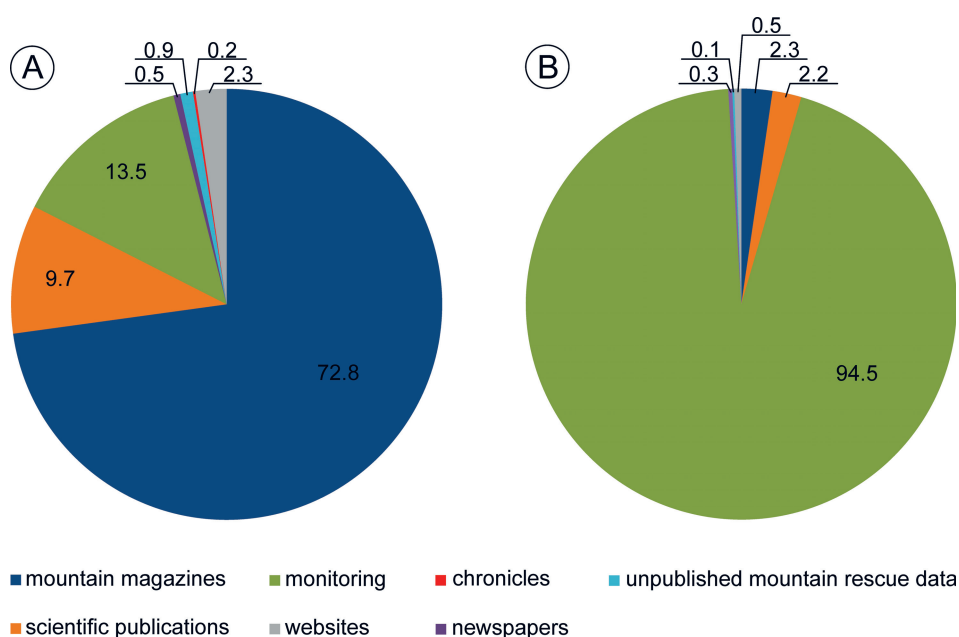 A
0.9
0.2
0.5
2.3
13.5
9.7
72.8
B
0.5
0.1
2.3
0.3
2.2
94.5
mountain magazines
monitoring
chronicles
unpublished mountain rescue data
scientific publications
websites
newspapers